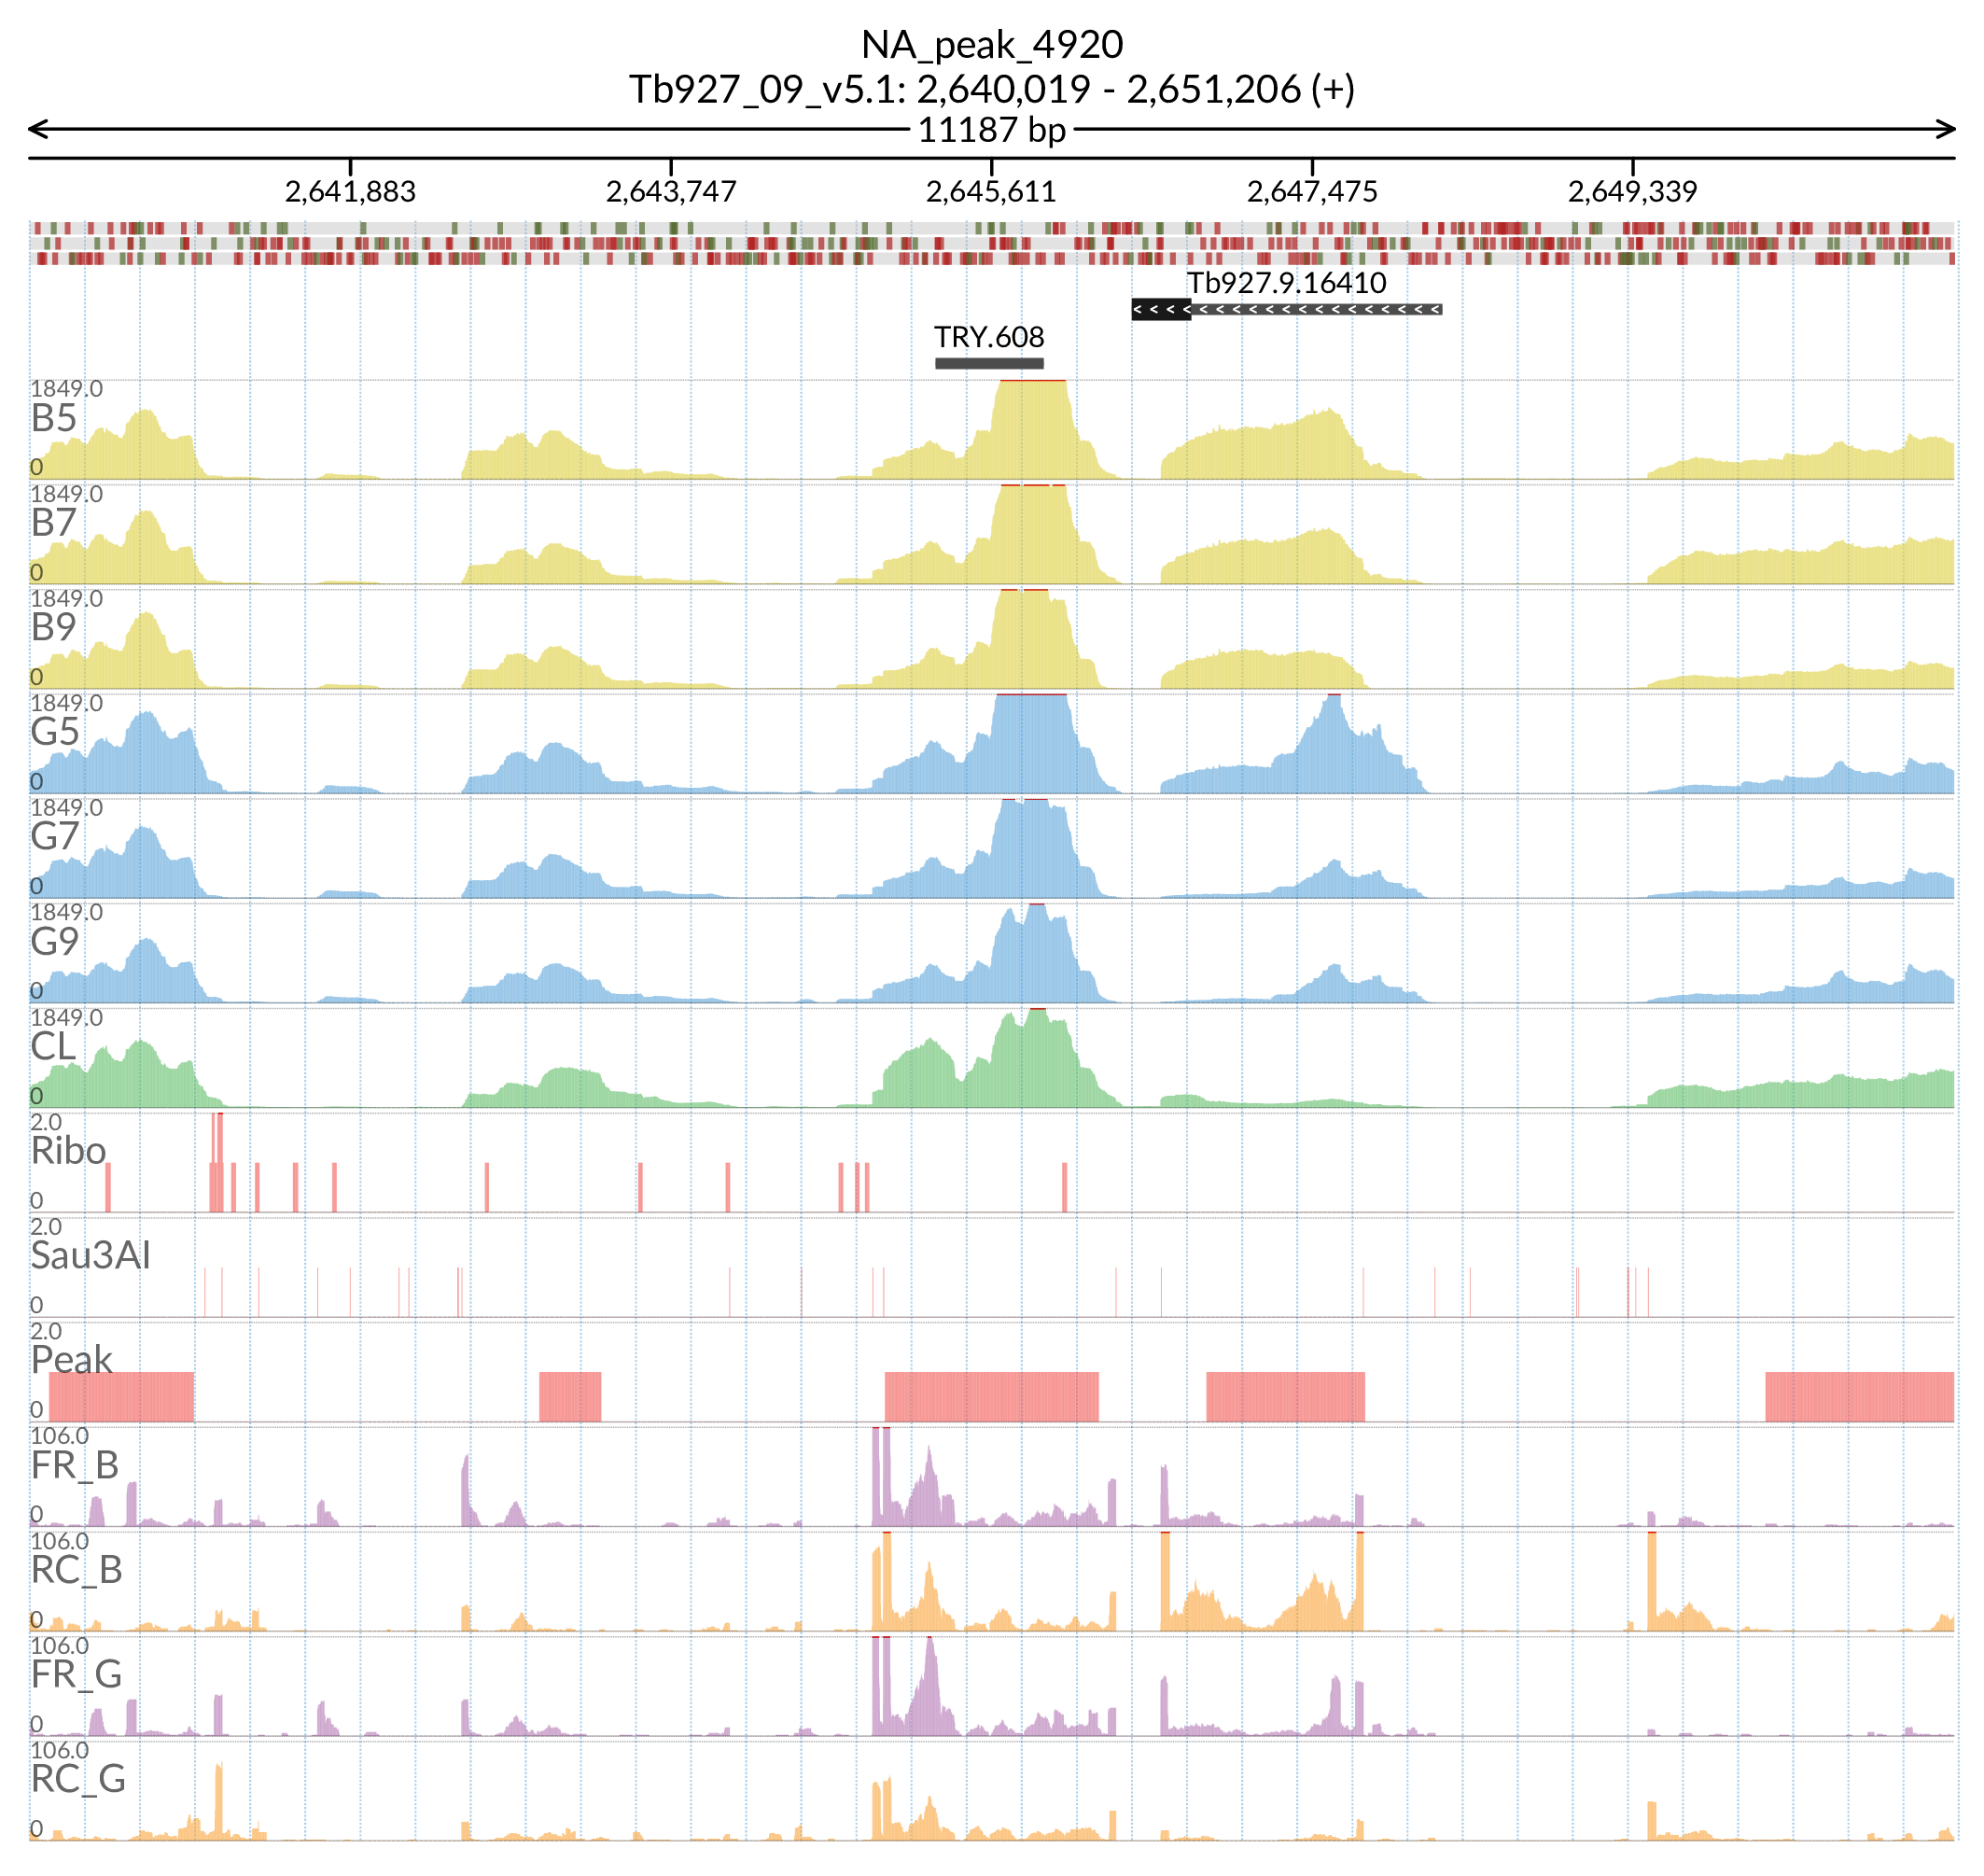 NA_peak_4920
Tb927_09_v5.1: 2,640,019 - 2,651,206 (+)
11187 bp
2,641,883 2,643,747 2,645,611 2,647,475 2,649,339
Tb927.9.16410
TRY.608
1849.0
B5
0
1849.0
B7
0
1849.0
B9
0
1849.0
G5
0
1849.0
G7
0
1849.0
G9
0
1849.0
CL
0
2.0
Ribo
0
2.0
Sau3AI
0
2.0
Peak
0
106.0
FR_B
0
106.0
RC_B
0
106.0
FR_G
0
106.0
RC_G
0